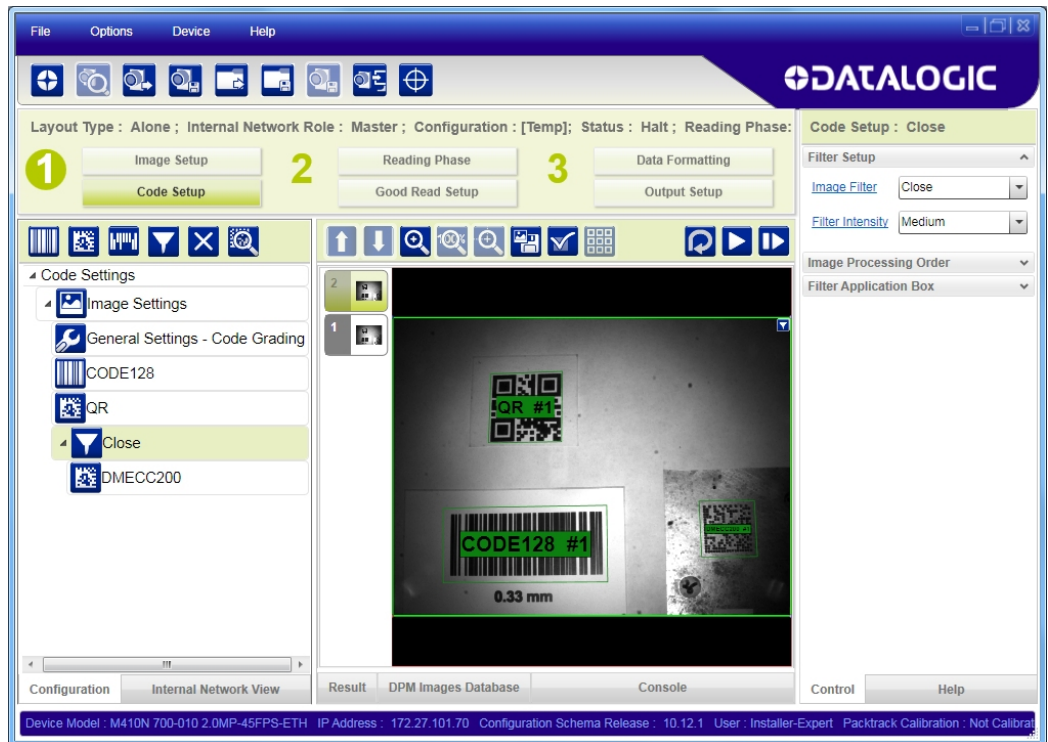 File Options Device Help
DATALOGIC
Layout Type : Alone ; Internal Network Role : Master ; Configuration : [Temp]; Status : Halt ; Reading Phase:
1 Image Setup 2 Reading Phase 3 Data Formatting
Code Setup Good Read Setup Output Setup
Code Setup : Close
Filter Setup
Image Filter Close
Filter Intensity Medium
Image Processing Order
Filter Application Box
100%
Code Settings
Image Settings
General Settings - Code Grading
CODE128
QR
Close
DMECC200
2
1
QR #1
CODE128 #1
DMECC200 #1
0.33 mm
Configuration Internal Network View
Result DPM Images Database Console
Control Help
Device Model : M410N 700-010 2.0MP-45FPS-ETH IP Address : 172.27.101.70 Configuration Schema Release : 10.12.1 User : Installer-Expert Packtrack Calibration : Not Calibrat